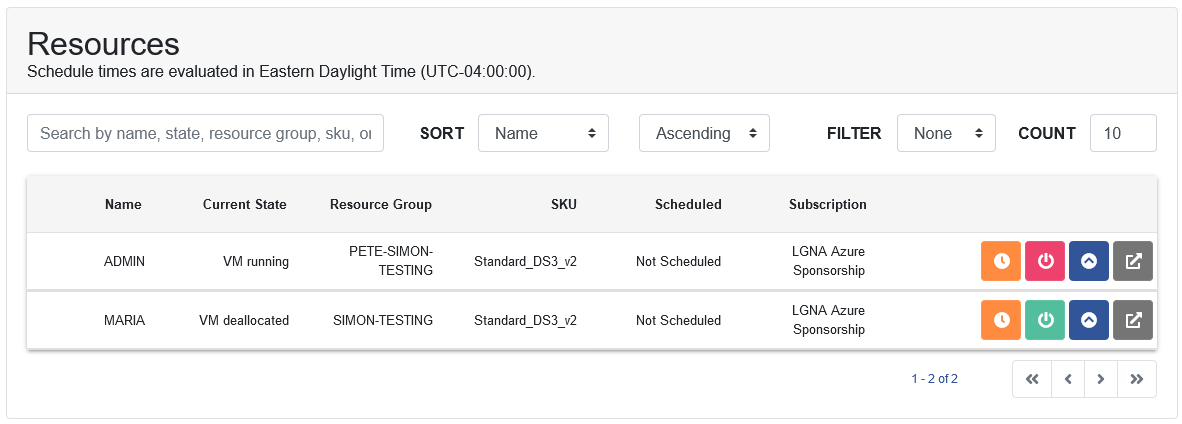 Resources
Schedule times are evaluated in Eastern Daylight Time (UTC-04:00:00).
Search by name, state, resource group, sku, or SORT Name Ascending FILTER None COUNT 10
Name Current State Resource Group SKU Scheduled Subscription
ADMIN VM running PETE-SIMON-TESTING Standard_DS3_v2 Not Scheduled LGNA Azure Sponsorship
MARIA VM deallocated SIMON-TESTING Standard_DS3_v2 Not Scheduled LGNA Azure Sponsorship
1 - 2 of 2